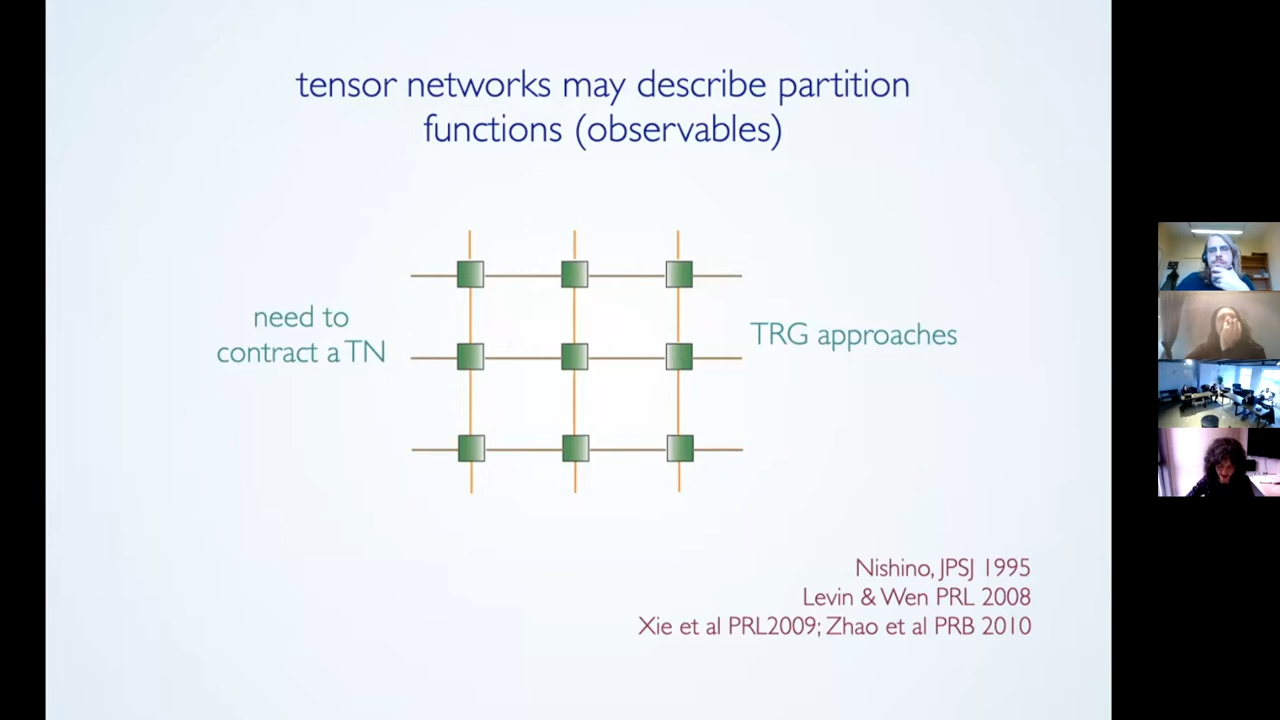 tensor networks may describe partition
functions (observables)
need to
contract a TN
TRG approaches
Nishino, JPSJ 1995
Levin & Wen PRL 2008
Xie et al PRL2009; Zhao et al PRB 2010